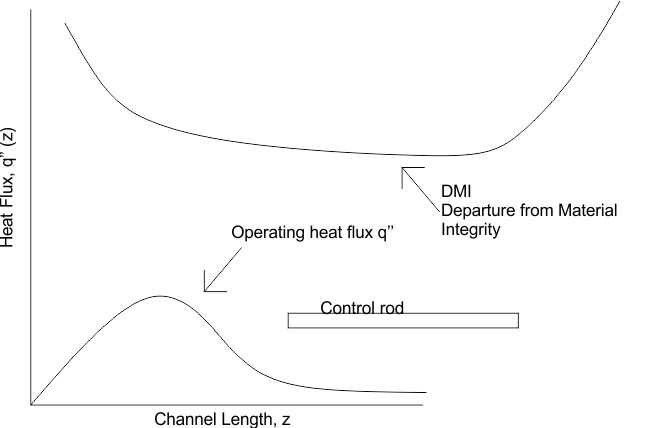 Heat Flux, q" (z)
DMI
Departure from Material
Integrity
Operating heat flux q"
Control rod
Channel Length, z